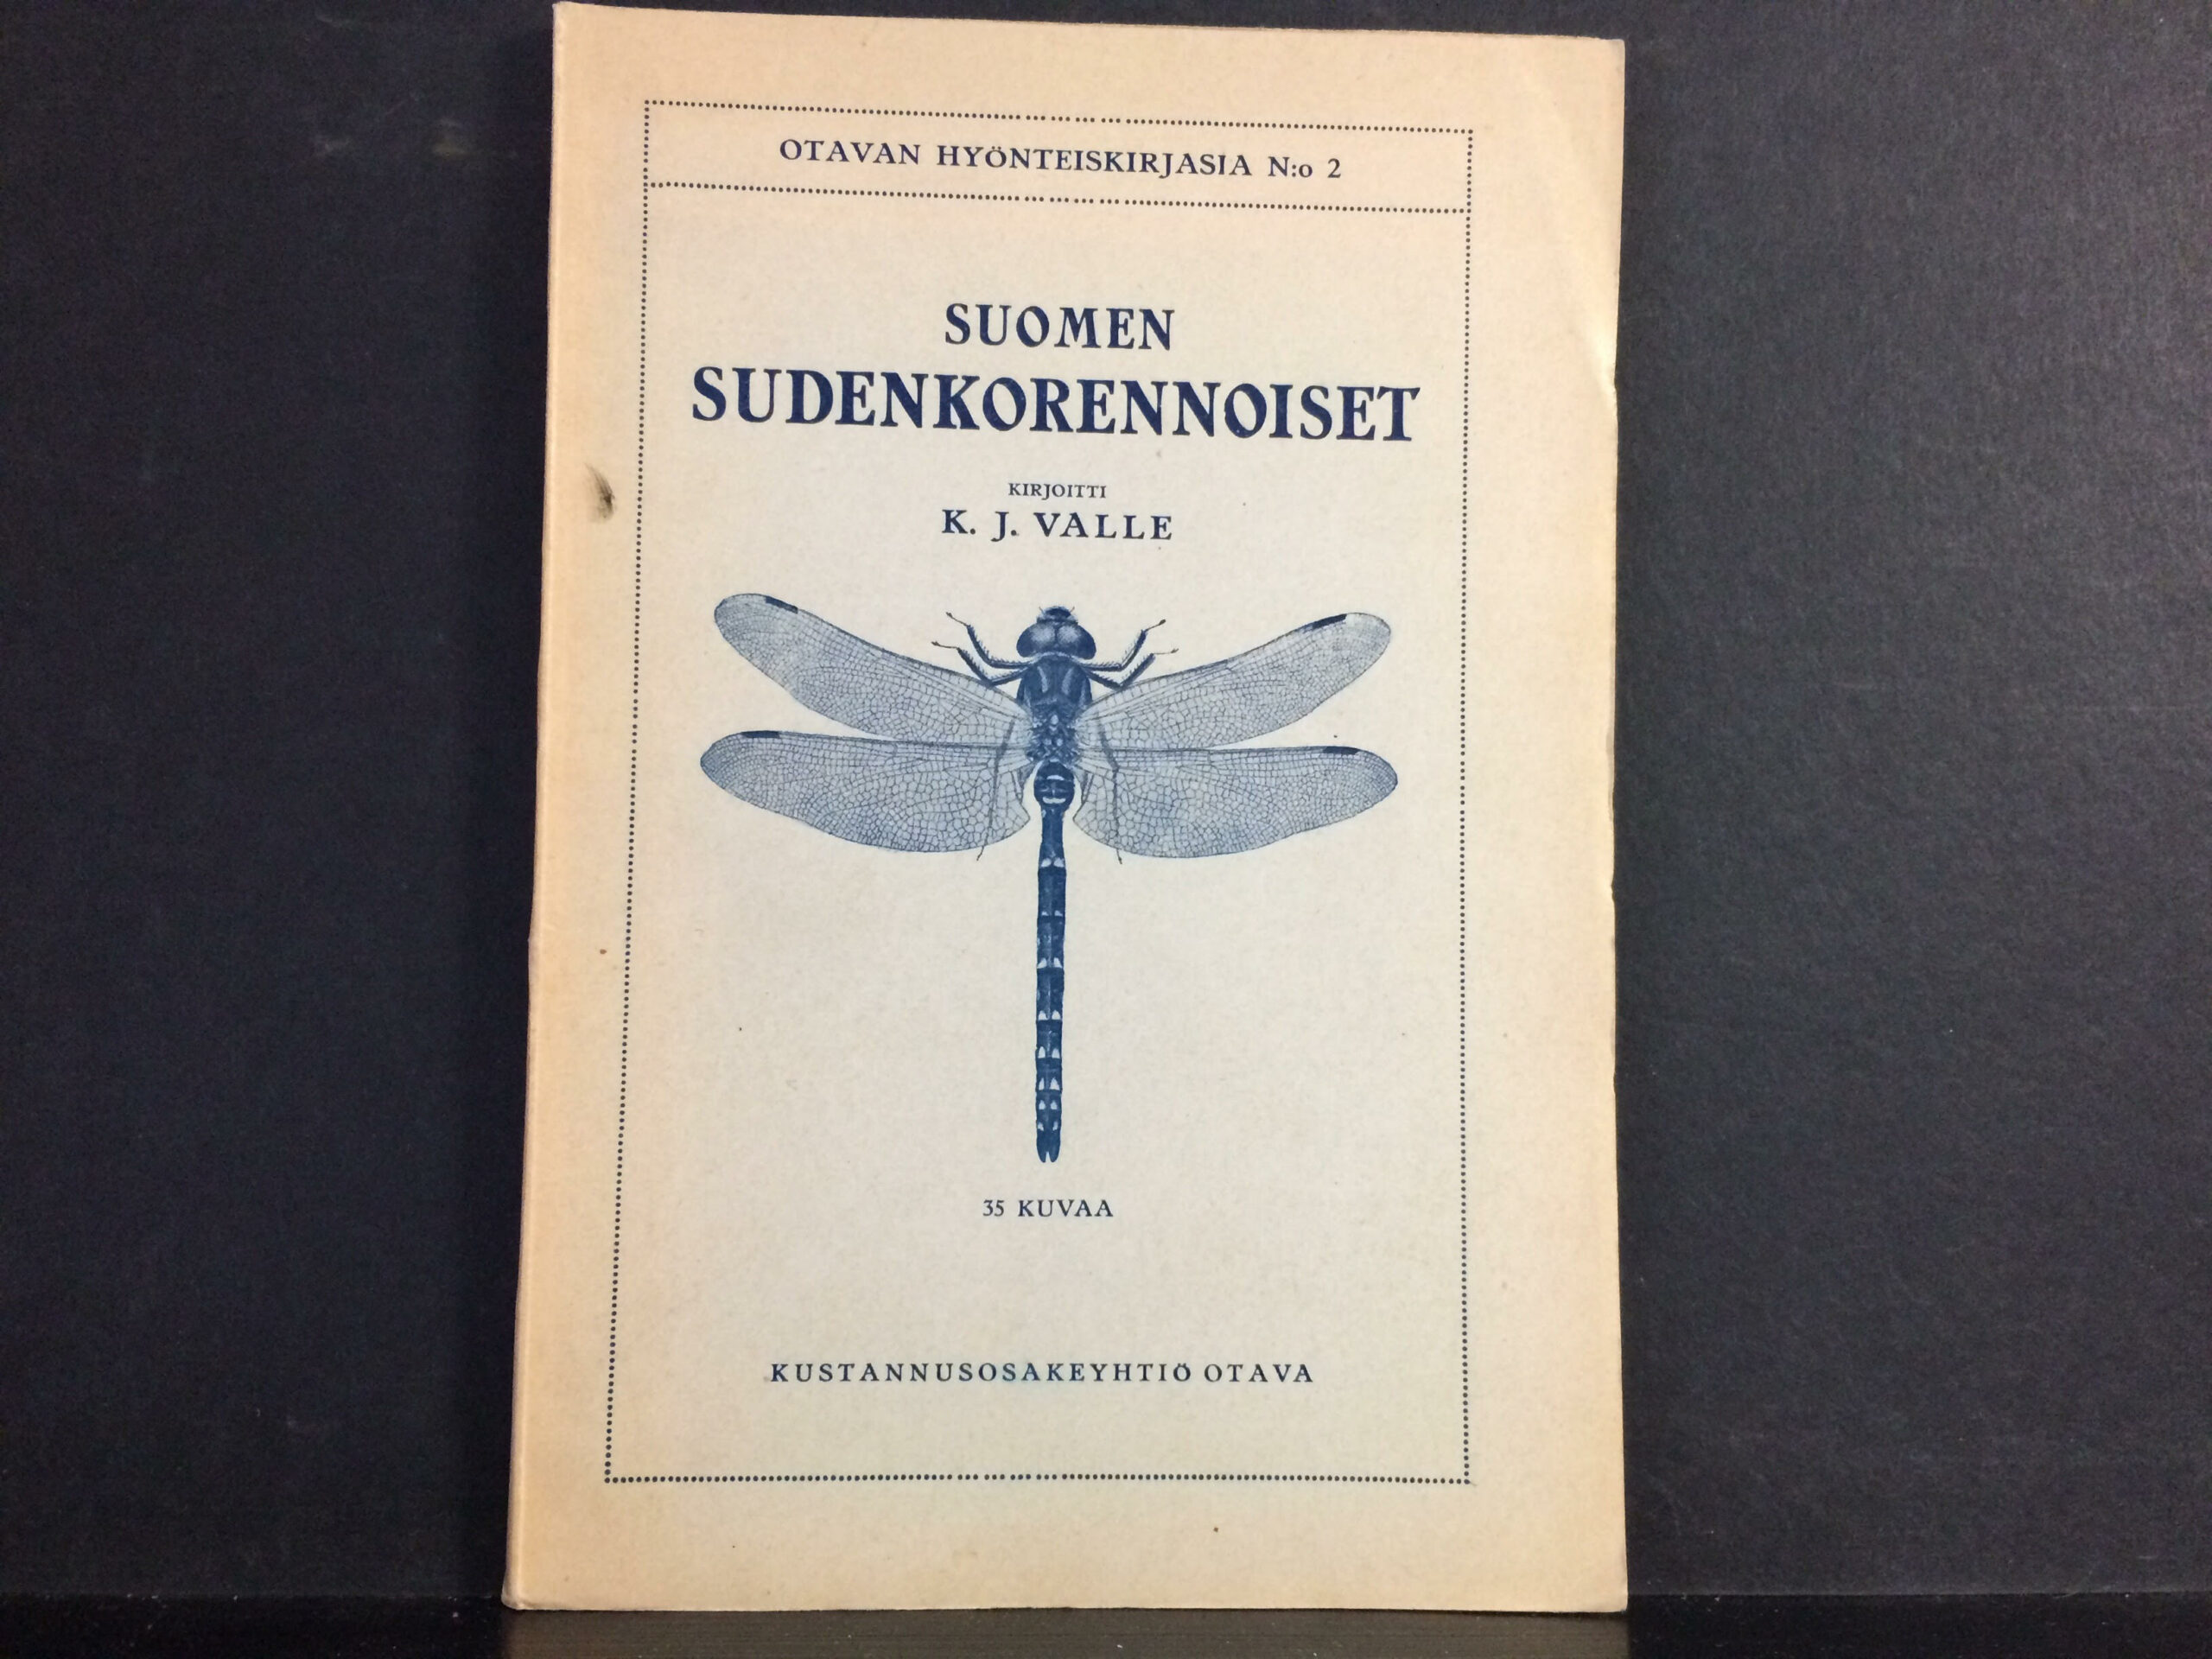 OTAVAN HYÖNTEISKIRJASIA N:o 2
SUOMEN
SUDENKORENNOISET
KIRJOITTI
K. J. VALLE
35 KUVAA
KUSTANNUSOSAKEYHTIÖ OTAVA